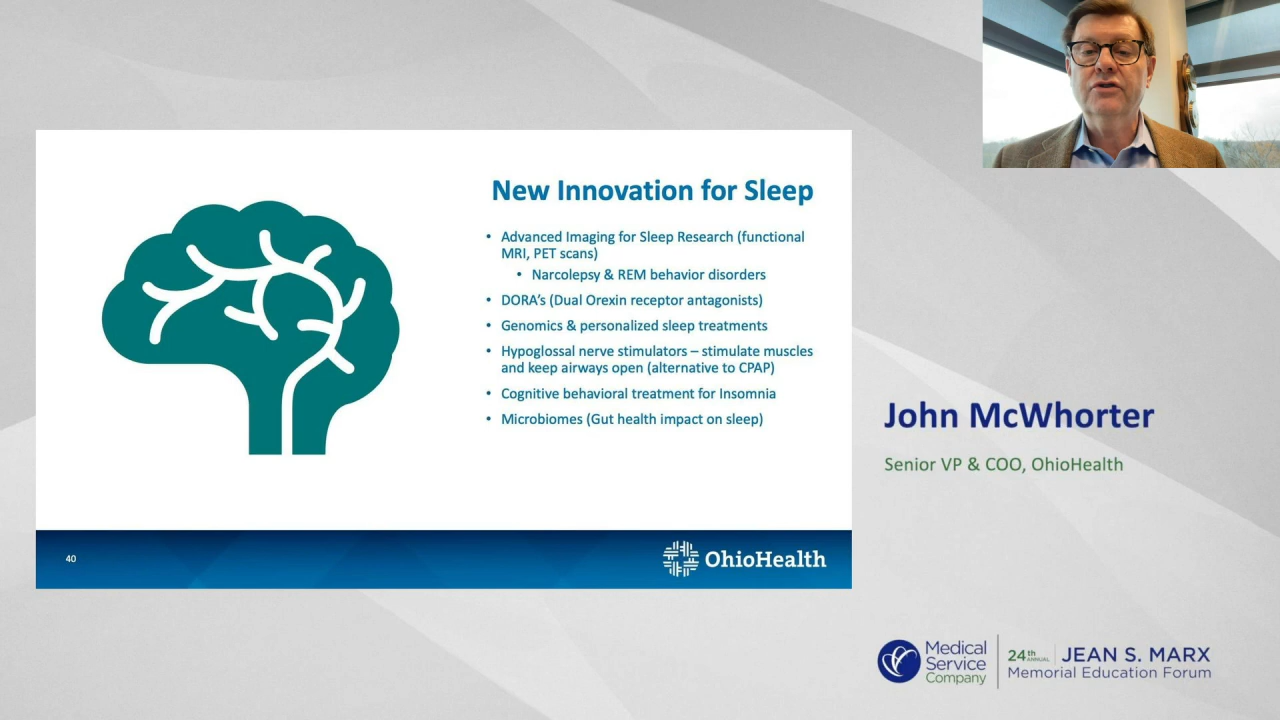 New Innovation for Sleep
• Advanced Imaging for Sleep Research (functional
MRI, PET scans)
• Narcolepsy & REM behavior disorders
• DORA's (Dual Orexin receptor antagonists)
• Genomics & personalized sleep treatments
• Hypoglossal nerve stimulators – stimulate muscles
and keep airways open (alternative to CPAP)
• Cognitive behavioral treatment for Insomnia
• Microbiomes (Gut health impact on sleep)
40
OhioHealth
John McWhorter
Senior VP & COO, OhioHealth
Medical
Service
Company
24th ANNUAL JEAN S. MARX
Memorial Education Forum